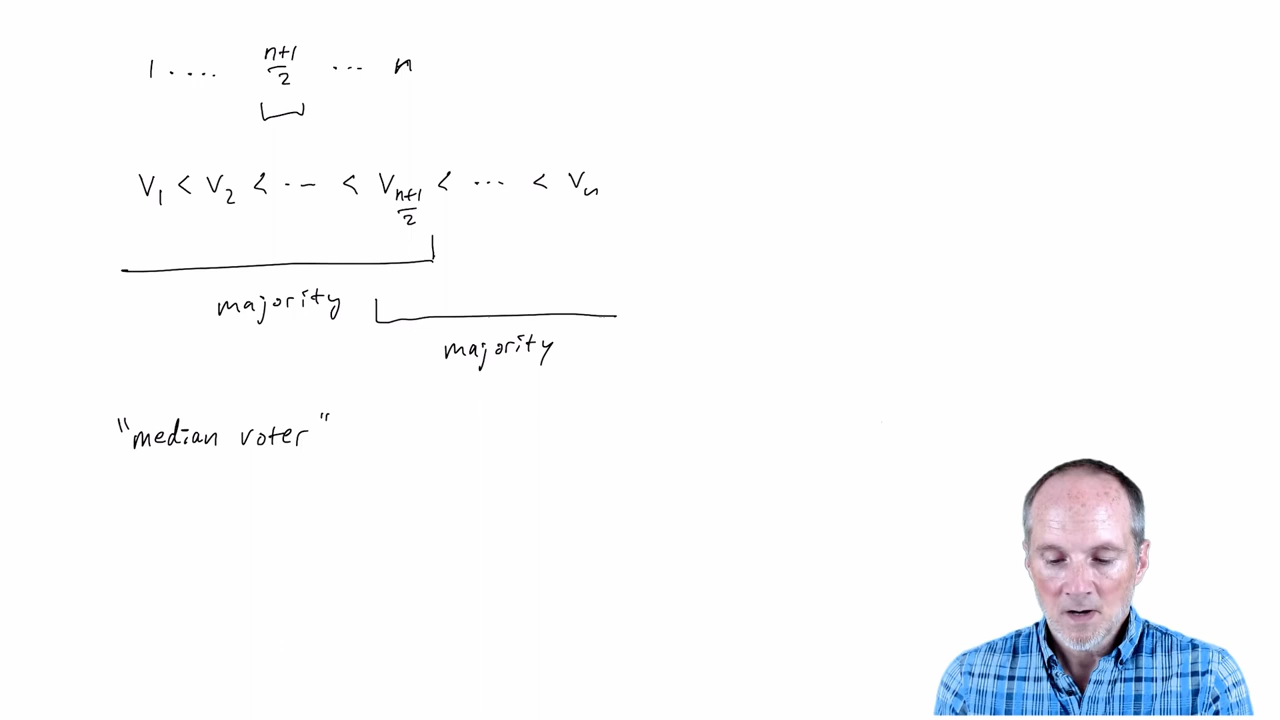 1 .... n+1/2 ... n
V₁ < V₂ < ... < Vₙ₊₁/₂ < ... < Vₙ
majority
majority
"median voter"